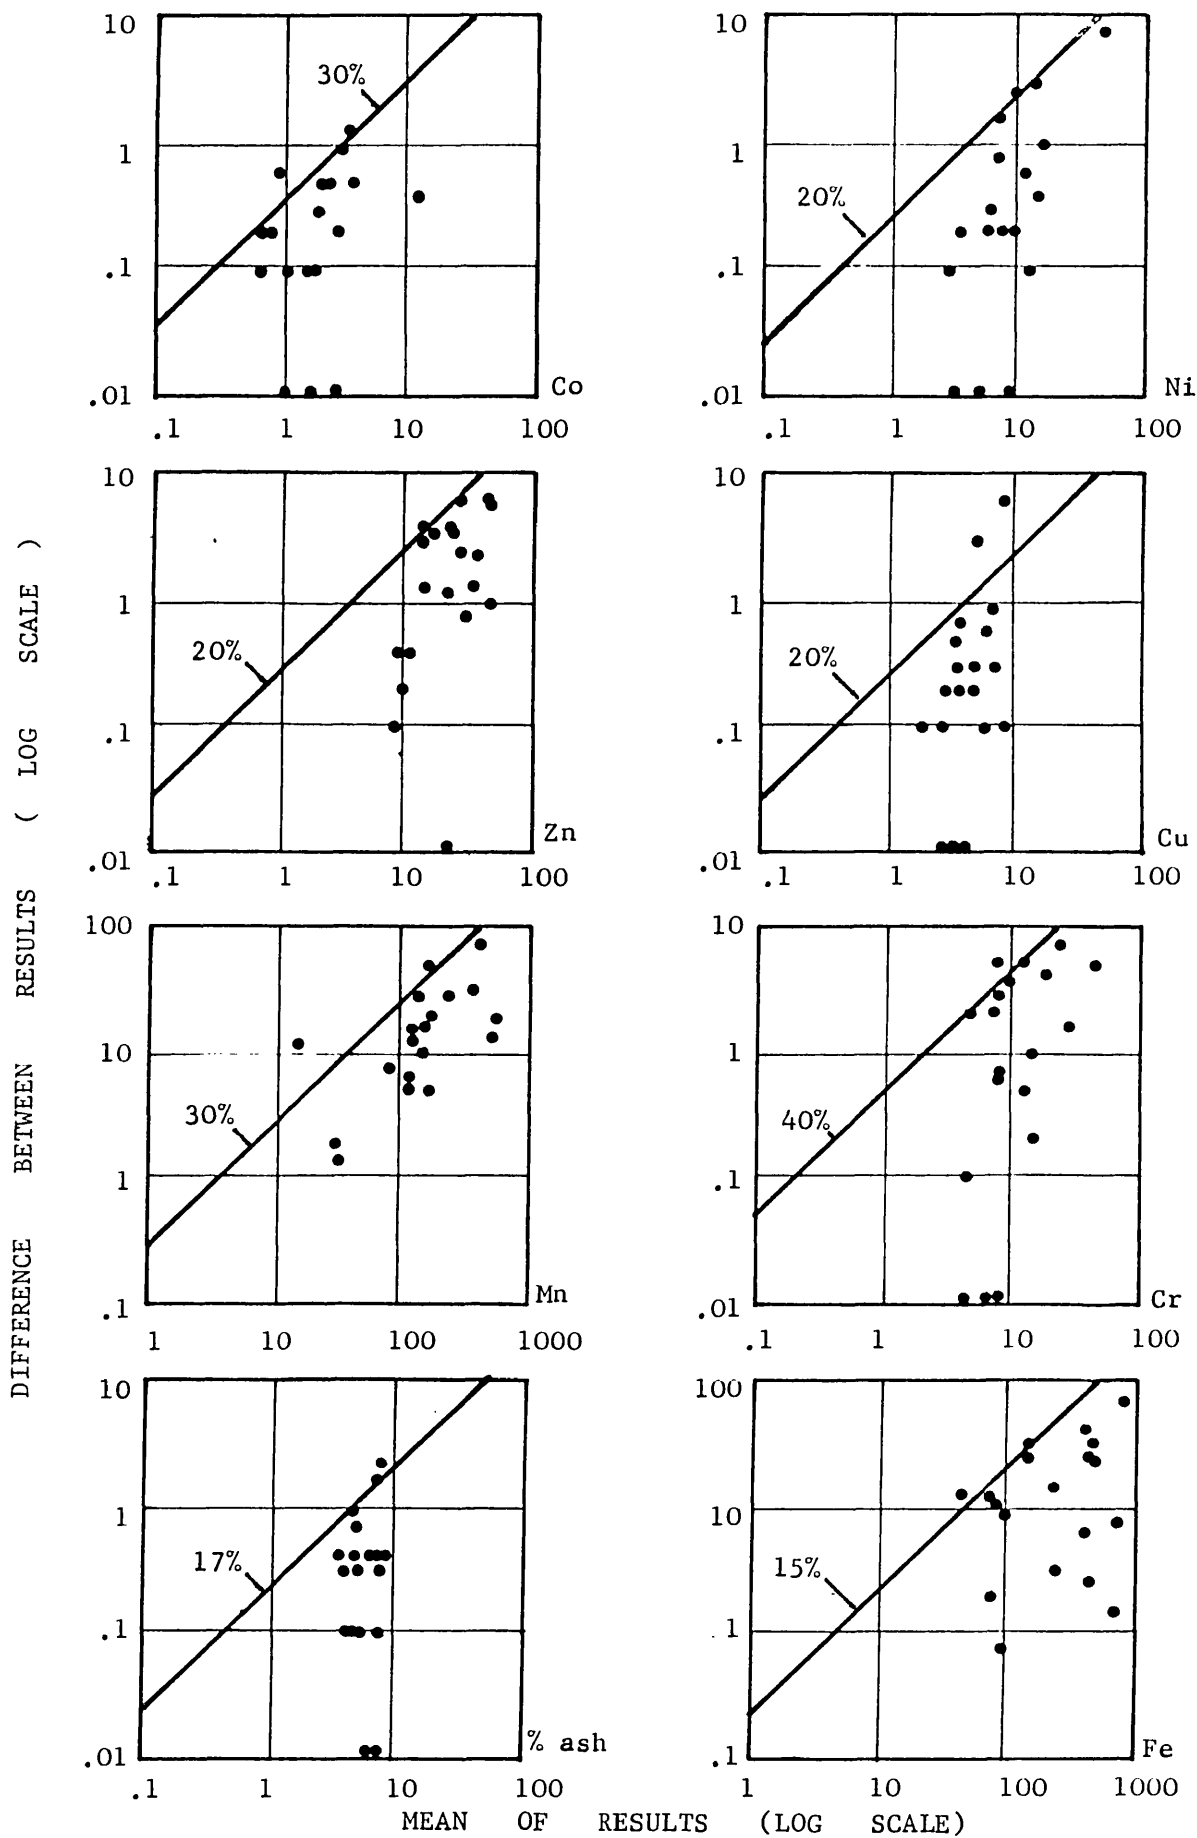 10
1
.1
.01
30%
Co
.1 1 10 100
10
1
.1
.01
20%
Ni
.1 1 10 100
10
1
.1
.01
20%
Zn
.1 1 10 100
10
1
.1
.01
20%
Cu
.1 1 10 100
100
10
1
.1
30%
Mn
1 10 100 1000
10
1
.1
.01
40%
Cr
.1 1 10 100
10
1
.1
.01
17%
% ash
.1 1 10 100
100
10
1
.1
15%
Fe
1 10 100 1000
DIFFERENCE BETWEEN RESULTS ( LOG SCALE )
MEAN OF RESULTS (LOG SCALE)